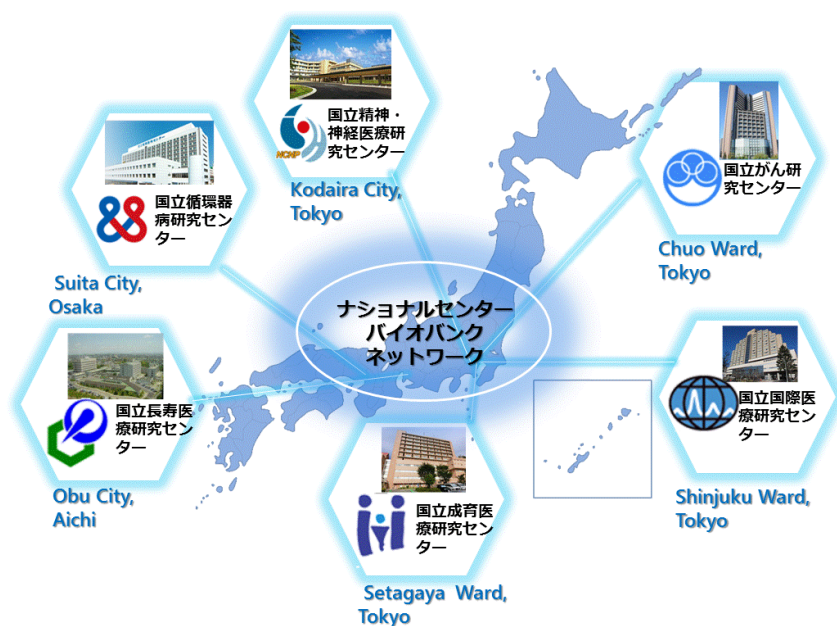 国立精神・
神経医療研
究センター
NCNP
Kodaira City,
Tokyo
国立がん研
究センター
Chuo Ward,
Tokyo
国立循環器
病研究セン
ター
Suita City,
Osaka
ナショナルセンター
バイオバンク
ネットワーク
国立長寿医
療研究セン
ター
Obu City,
Aichi
国立国際医
療研究セン
ター
Shinjuku Ward,
Tokyo
国立成育医
療研究セン
ター
Setagaya Ward,
Tokyo